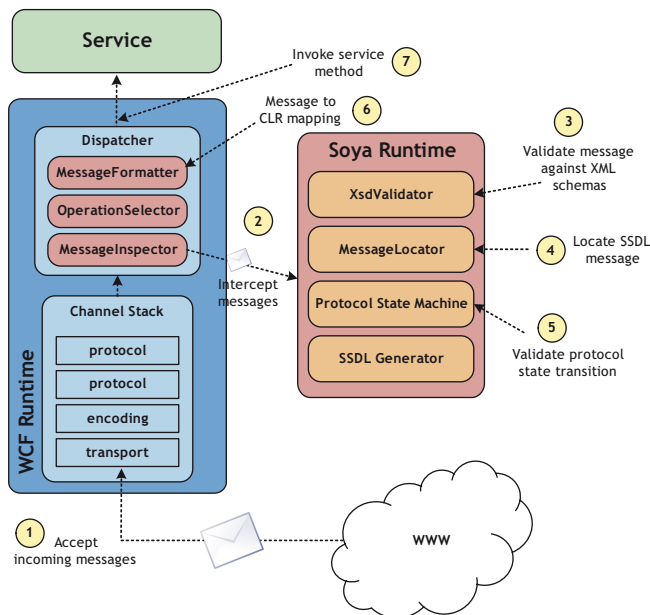 Service
Invoke service
method
7
WCF Runtime
Dispatcher
MessageFormatter
OperationSelector
MessageInspector
Message to
CLR mapping
6
2
Intercept
messages
Soya Runtime
XsdValidator
MessageLocator
Protocol State Machine
SSDL Generator
3
Validate message
against XML
schemas
4
Locate SSDL
message
5
Validate protocol
state transition
Channel Stack
protocol
protocol
encoding
transport
1
Accept
incoming messages
WWW